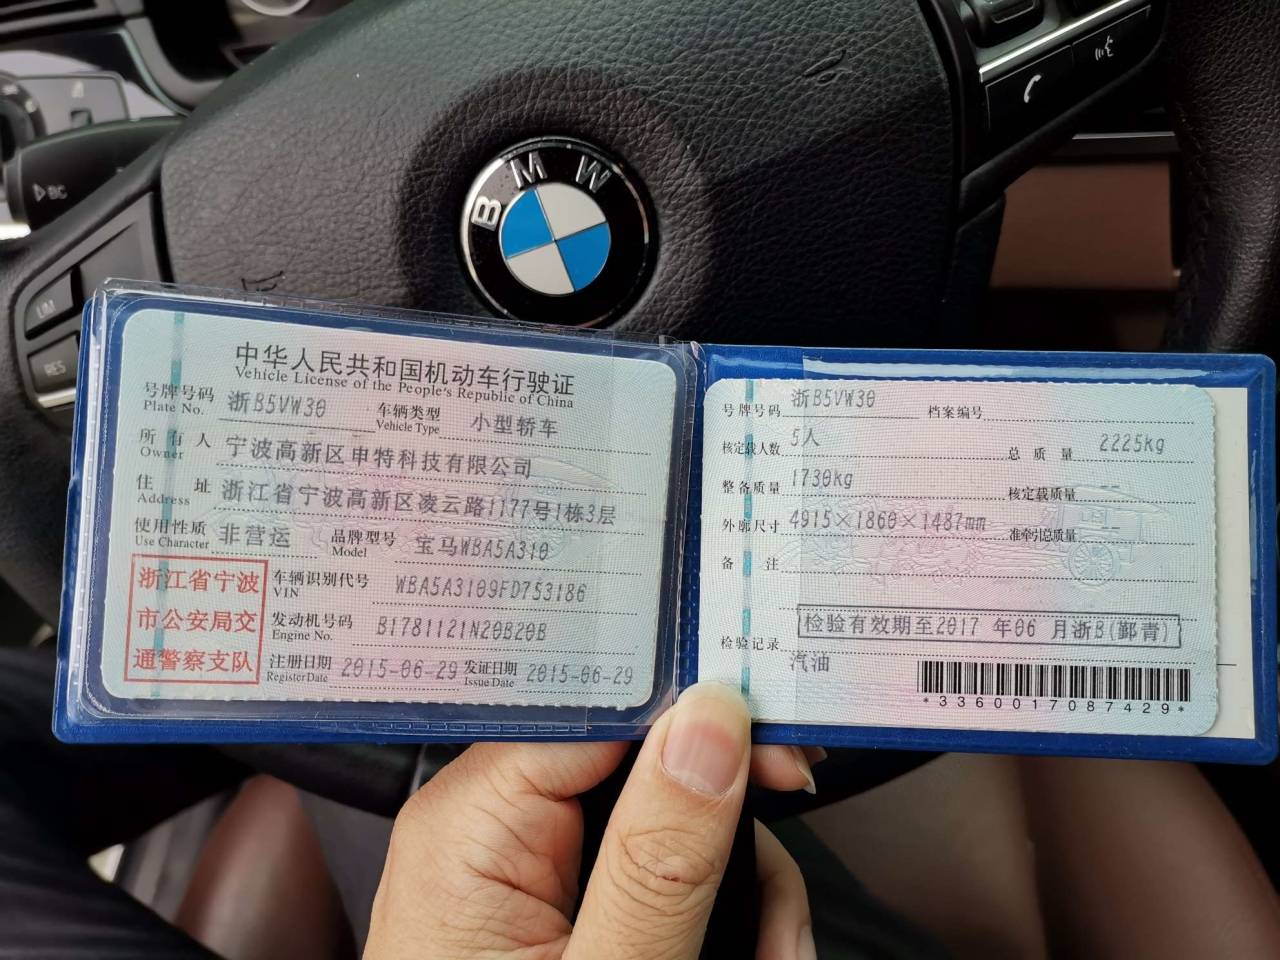 BMW
BC
LIM
RES
中华人民共和国机动车行驶证
Vehicle License of the People's Republic of China
号牌号码 浙B5VW30 车辆类型 小型轿车
Plate No. Vehicle Type
所有人 宁波高新区申特科技有限公司
Owner
住址 浙江省宁波高新区凌云路1177号1栋3层
Address
使用性质 非营运 品牌型号 宝马WBA5A310
Use Character Model
浙江省宁波
市公安局交
通警察支队
车辆识别代号 WBA5A3109FD753186
VIN
发动机号码 B1781121N20B20B
Engine No.
注册日期 2015-06-29 发证日期 2015-06-29
Register Date Issue Date
号牌号码 浙B5VW30 档案编号
核定载人数 5人 总质量 2225kg
整备质量 1730kg 核定载质量 --
外廓尺寸 4915×1860×1487mm 准牵引总质量 --
备注
检验有效期至2017 年06 月浙B(鄞青)
检验记录
汽油
*3360017087429*